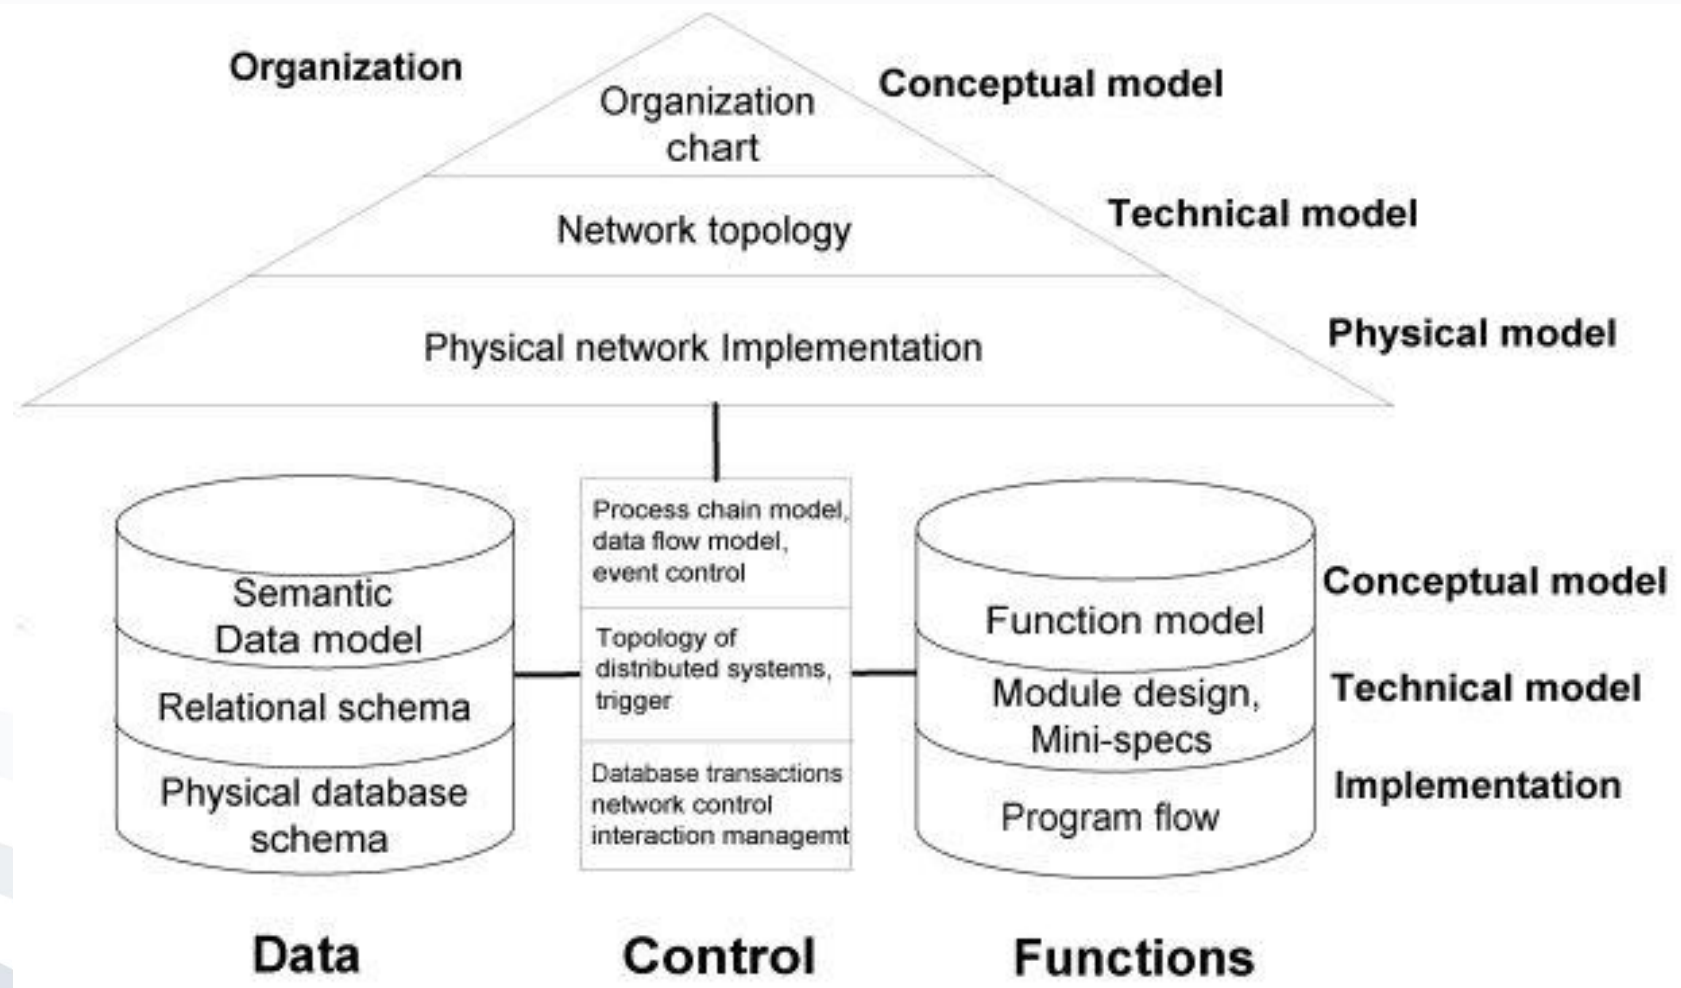 Organization
Conceptual model
Organization
chart
Technical model
Network topology
Physical model
Physical network Implementation
Semantic
Data model
Relational schema
Physical database
schema
Process chain model,
data flow model,
event control
Topology of
distributed systems,
trigger
Database transactions
network control
interaction managemt
Function model
Module design,
Mini-specs
Program flow
Conceptual model
Technical model
Implementation
Data
Control
Functions